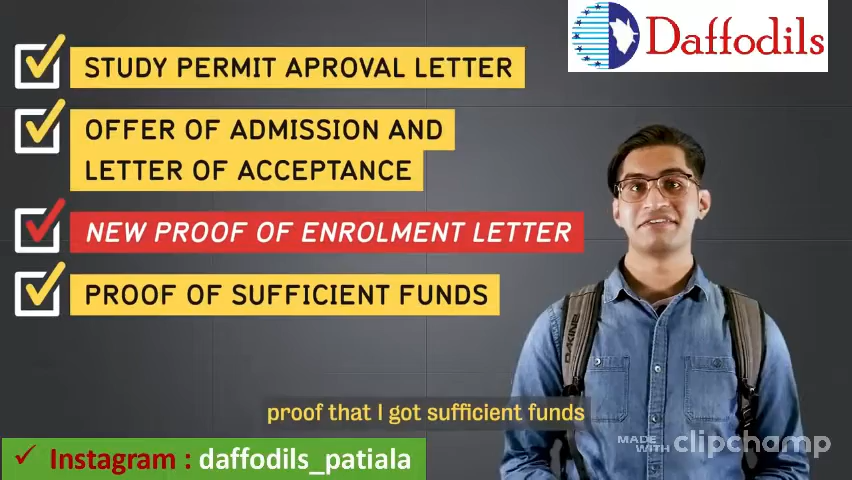 Daffodils
STUDY PERMIT APROVAL LETTER
OFFER OF ADMISSION AND
LETTER OF ACCEPTANCE
NEW PROOF OF ENROLMENT LETTER
PROOF OF SUFFICIENT FUNDS
DAKINE
proof that I got sufficient funds
MADE WITH clipchamp
Instagram : daffodils_patiala